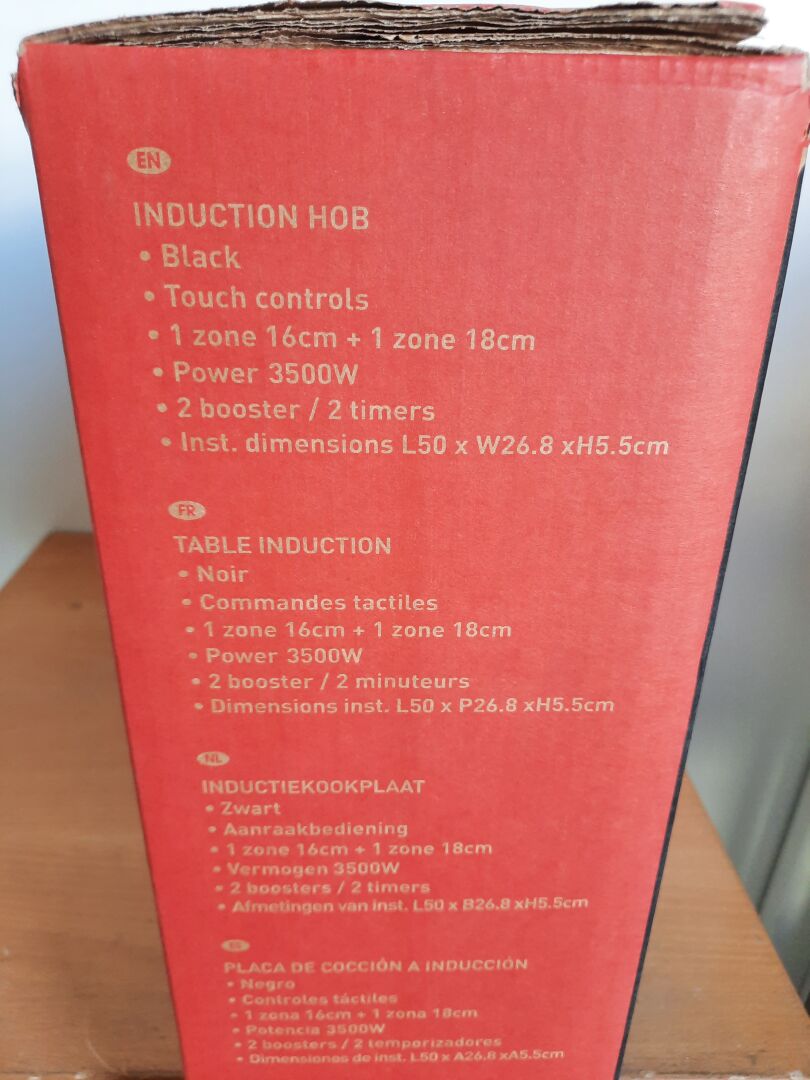 EN
INDUCTION HOB
• Black
• Touch controls
• 1 zone 16cm + 1 zone 18cm
• Power 3500W
• 2 booster / 2 timers
• Inst. dimensions L50 x W26.8 xH5.5cm
FR
TABLE INDUCTION
• Noir
• Commandes tactiles
• 1 zone 16cm + 1 zone 18cm
• Power 3500W
• 2 booster / 2 minuteurs
• Dimensions inst. L50 x P26.8 xH5.5cm
NL
INDUCTIEKOOKPLAAT
• Zwart
• Aanraakbediening
• 1 zone 16cm + 1 zone 18cm
• Vermogen 3500W
• 2 boosters / 2 timers
• Afmetingen van inst. L50 x B26.8 xH5.5cm
ES
PLACA DE COCCIÓN A INDUCCIÓN
• Negro
• Controles táctiles
• 1 zona 16cm + 1 zona 18cm
• Potencia 3500W
• 2 boosters / 2 temporizadores
• Dimensiones de inst. L50 x A26.8 xA5.5cm